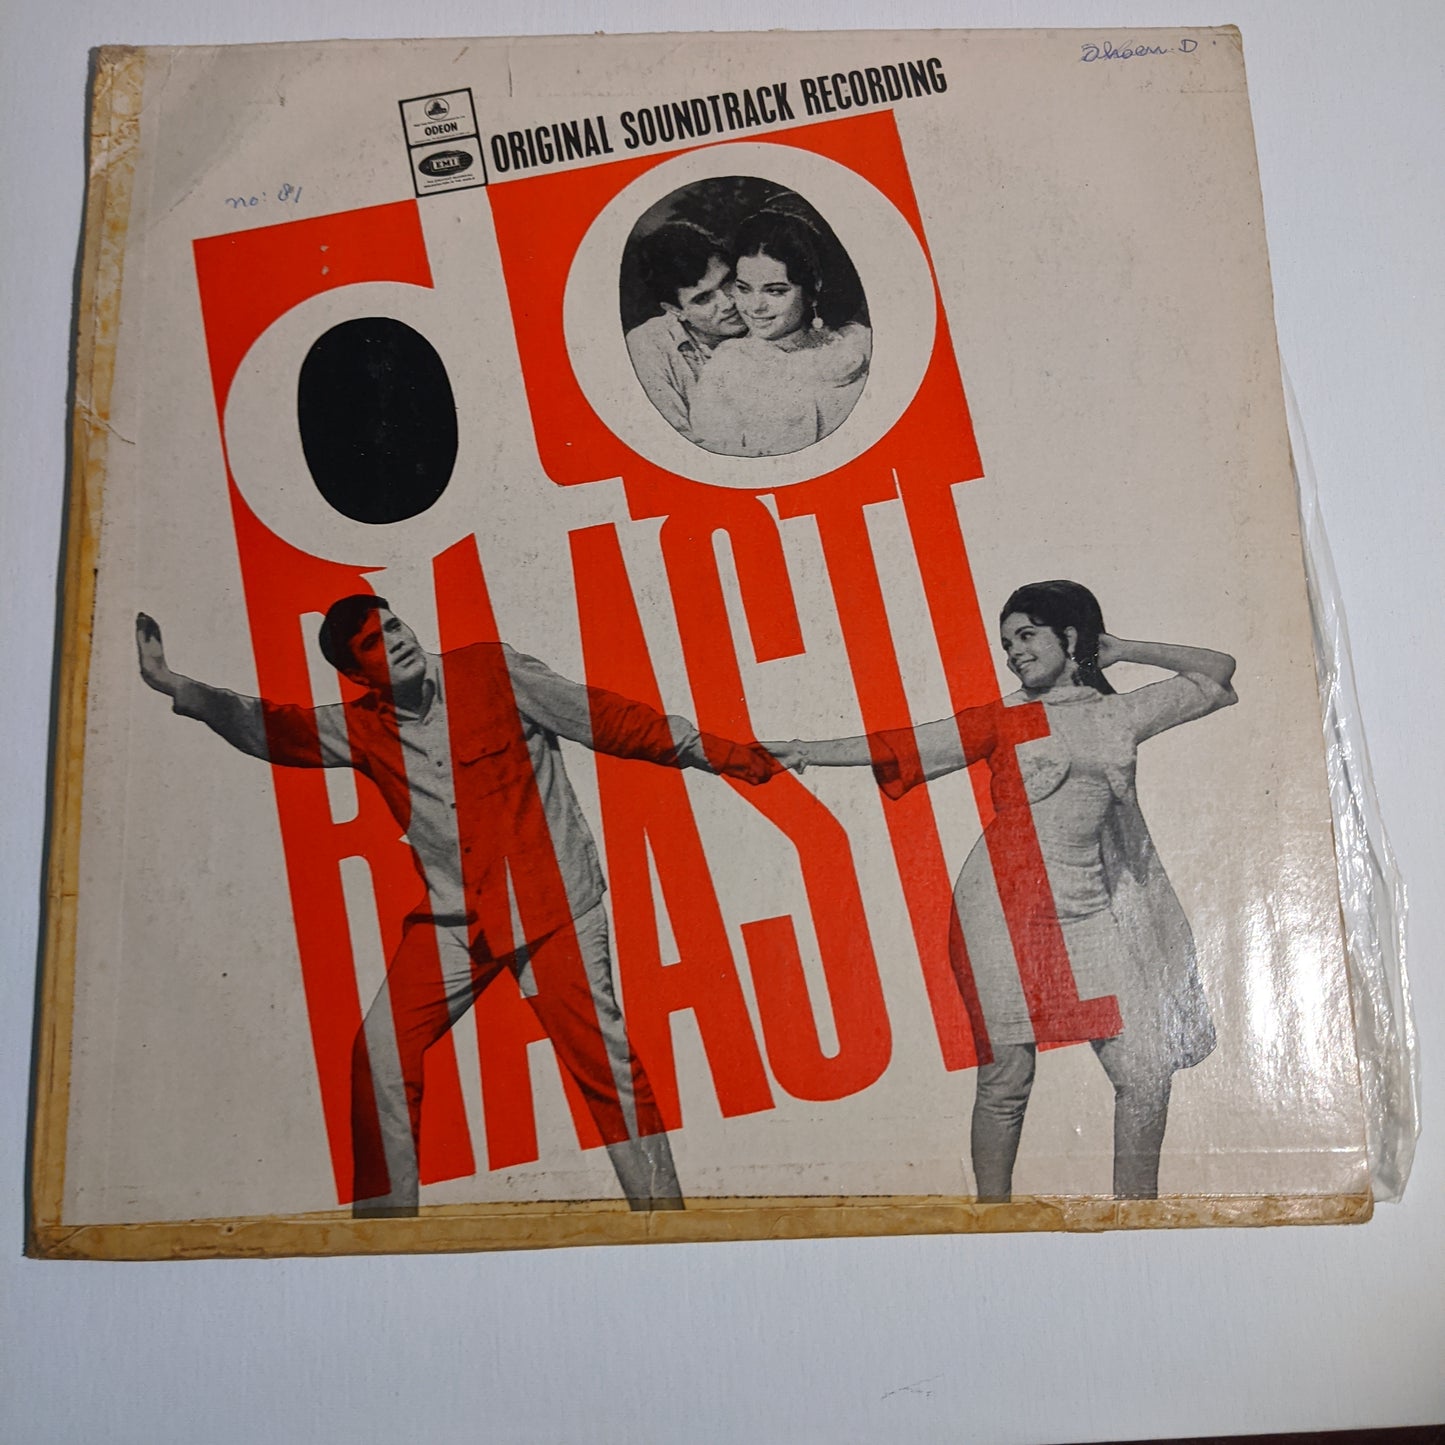 ORIGINAL SOUNDTRACK RECORDING
ODEON
EMI
no: 81
do
RAASTE